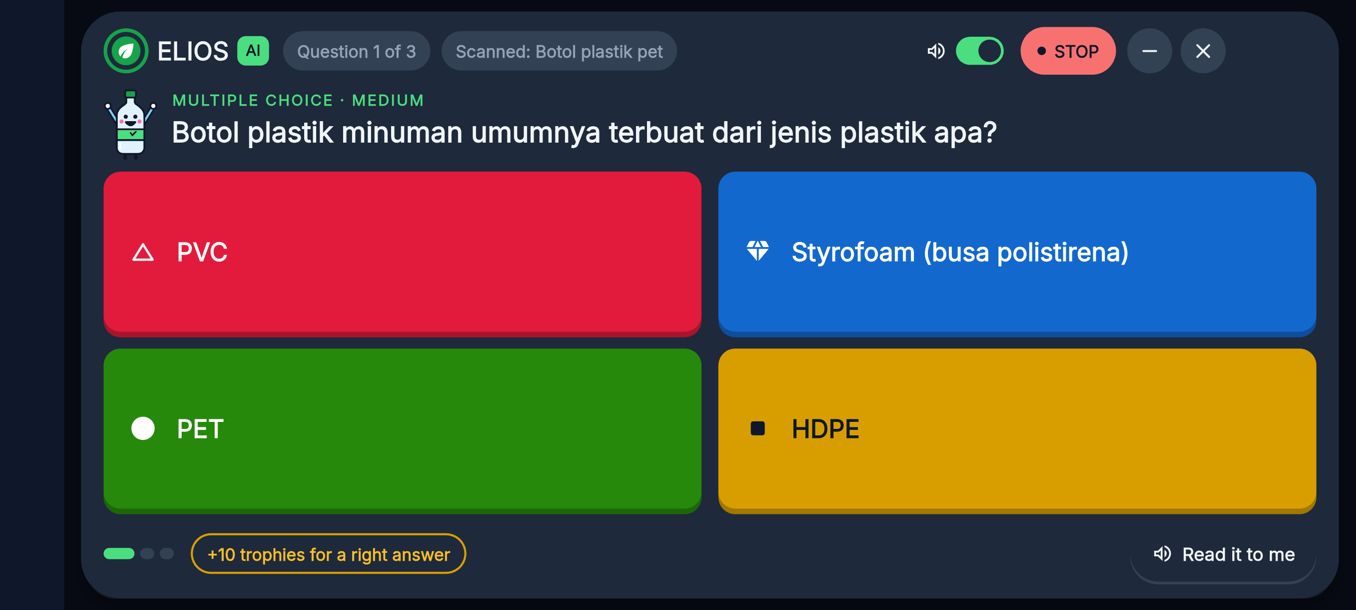 ELIOS AI Question 1 of 3 Scanned: Botol plastik pet STOP
MULTIPLE CHOICE · MEDIUM
Botol plastik minuman umumnya terbuat dari jenis plastik apa?
PVC
Styrofoam (busa polistirena)
PET
HDPE
+10 trophies for a right answer
Read it to me